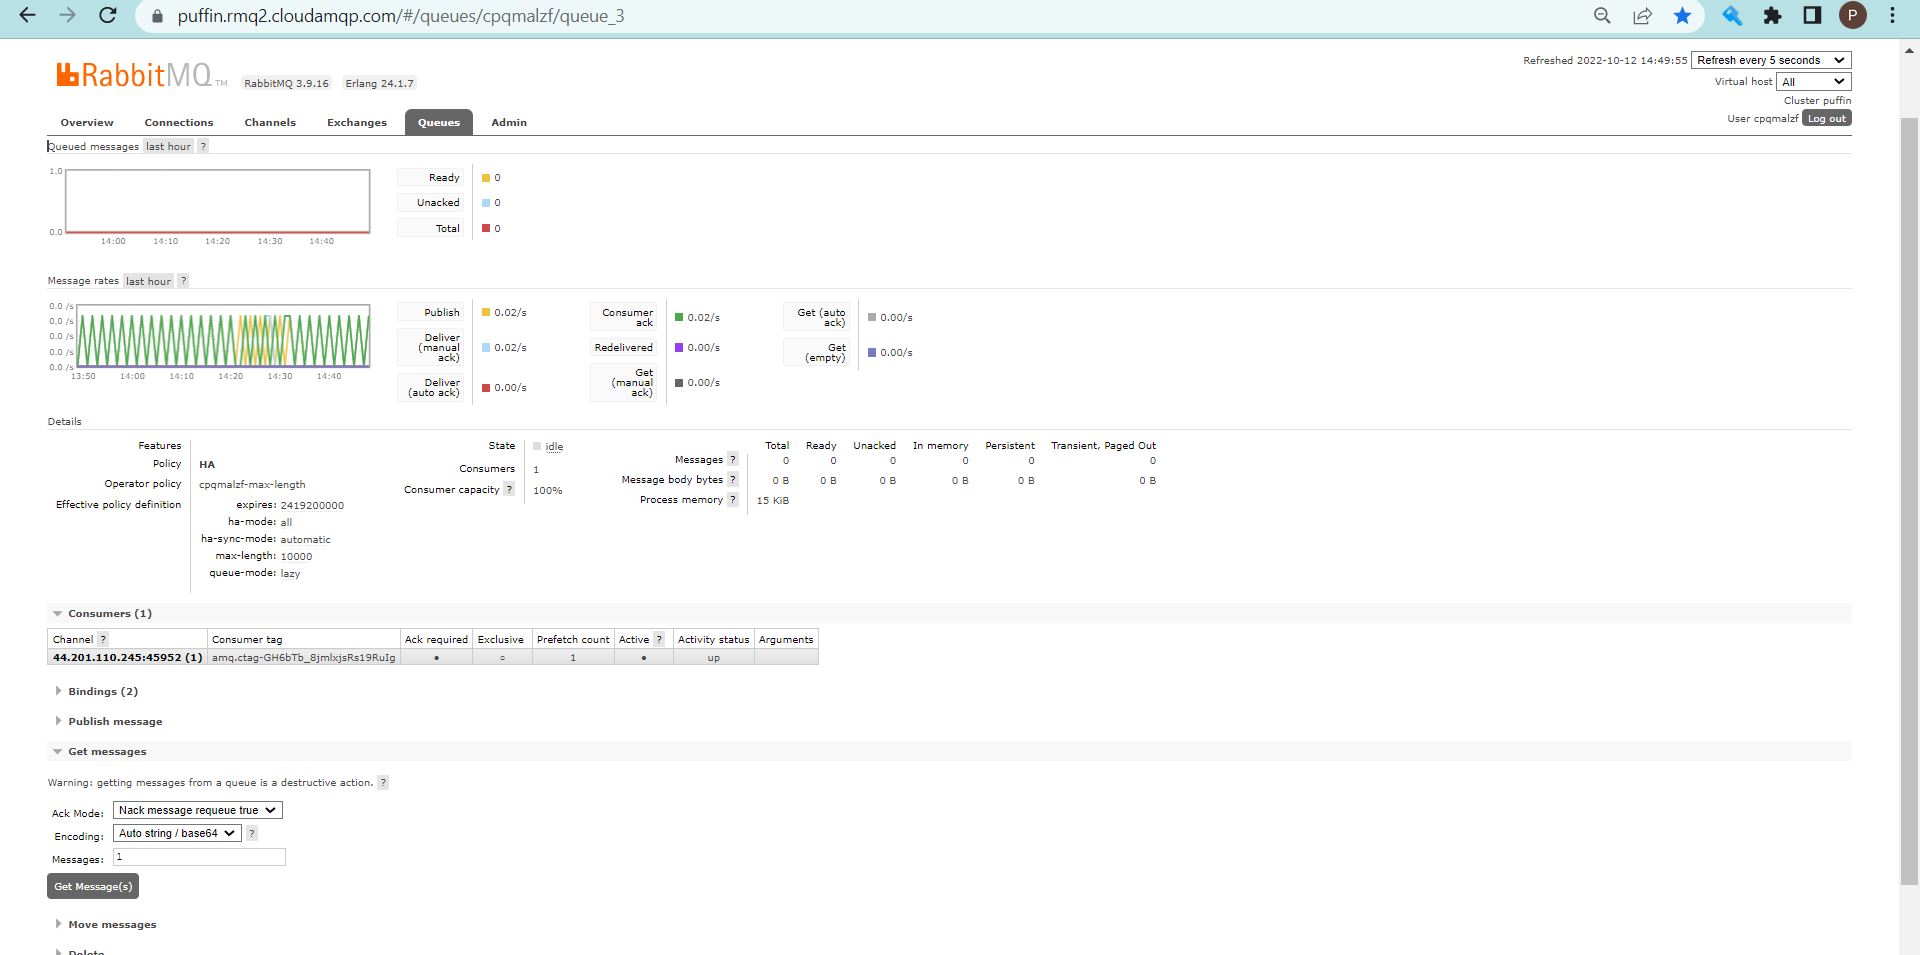 puffin.rmq2.cloudamqp.com/#/queues/cpqmalzf/queue_3
P
RabbitMQ TM
RabbitMQ 3.9.16 Erlang 24.1.7
Refreshed 2022-10-12 14:49:55 Refresh every 5 seconds
Virtual host All
Cluster puffin
User cpqmalzf Log out
Overview Connections Channels Exchanges Queues Admin
Queued messages last hour ?
1.0
0.0
14:00 14:10 14:20 14:30 14:40
Ready 0
Unacked 0
Total 0
Message rates last hour ?
0.0 /s
0.0 /s
0.0 /s
0.0 /s
0.0 /s
13:50 14:00 14:10 14:20 14:30 14:40
Publish 0.02/s
Deliver (manual ack) 0.02/s
Deliver (auto ack) 0.00/s
Consumer ack 0.02/s
Redelivered 0.00/s
Get (manual ack) 0.00/s
Get (auto ack) 0.00/s
Get (empty) 0.00/s
Details
Features
Policy HA
Operator policy cpqmalzf-max-length
Effective policy definition
expires: 2419200000
ha-mode: all
ha-sync-mode: automatic
max-length: 10000
queue-mode: lazy
State idle
Consumers 1
Consumer capacity ? 100%
Total Ready Unacked In memory Persistent Transient, Paged Out
Messages ? 0 0 0 0 0 0
Message body bytes ? 0 B 0 B 0 B 0 B 0 B 0 B
Process memory ? 15 KiB
Consumers (1)
Channel ? Consumer tag Ack required Exclusive Prefetch count Active ? Activity status Arguments
44.201.110.245:45952 (1) amq.ctag-GH6bTb_8jmlxjsRs19RuIg ● ○ 1 ● up
Bindings (2)
Publish message
Get messages
Warning: getting messages from a queue is a destructive action. ?
Ack Mode: Nack message requeue true
Encoding: Auto string / base64 ?
Messages: 1
Get Message(s)
Move messages
Delete